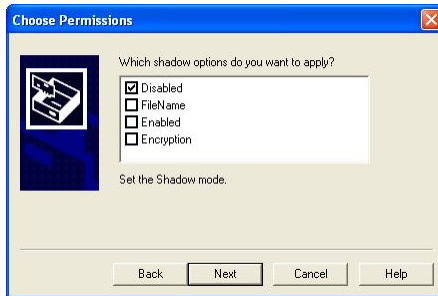 Choose Permissions
Which shadow options do you want to apply?
Disabled
FileName
Enabled
Encryption
Set the Shadow mode.
Back Next Cancel Help